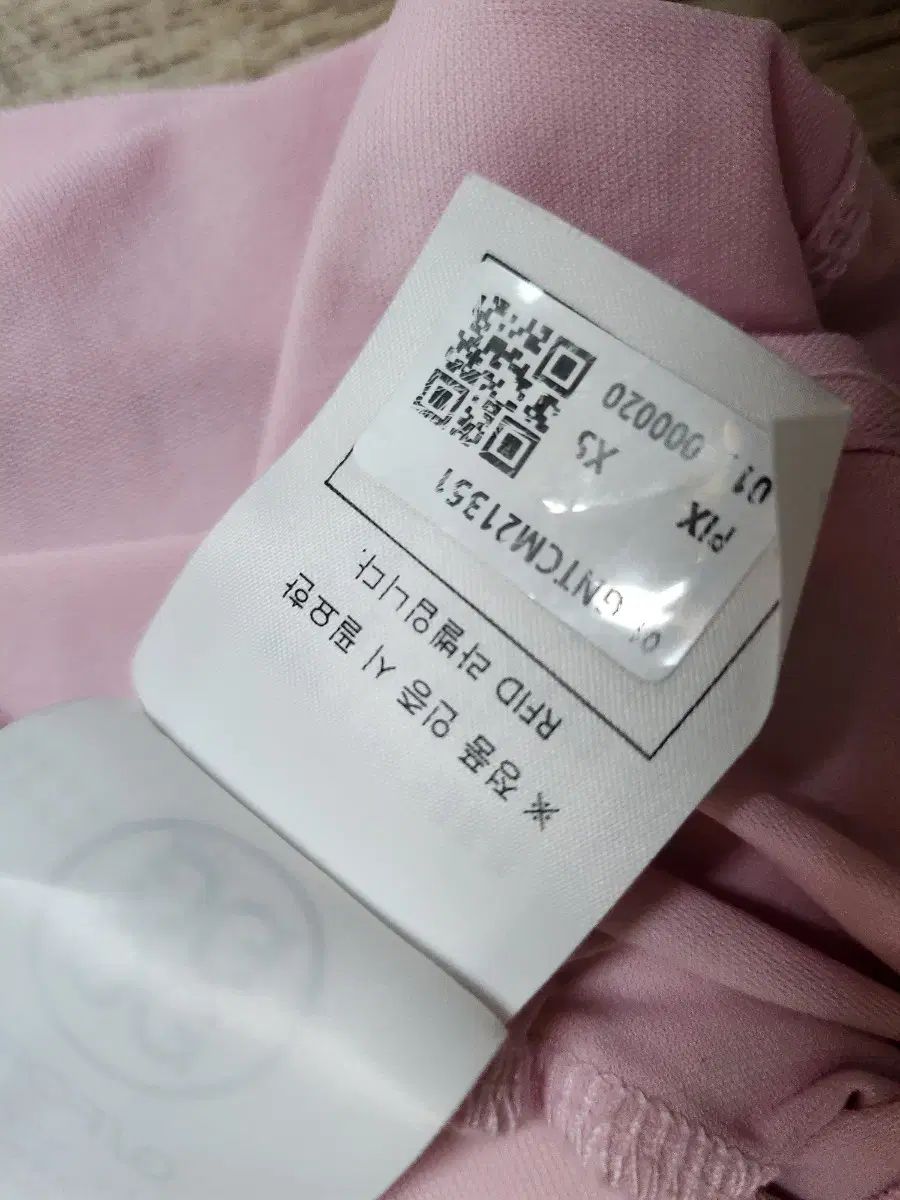 ※ 정품 인증 시 필요한
RFID 라벨입니다.
01 GNTCM21351
PIX XS
01. 000020